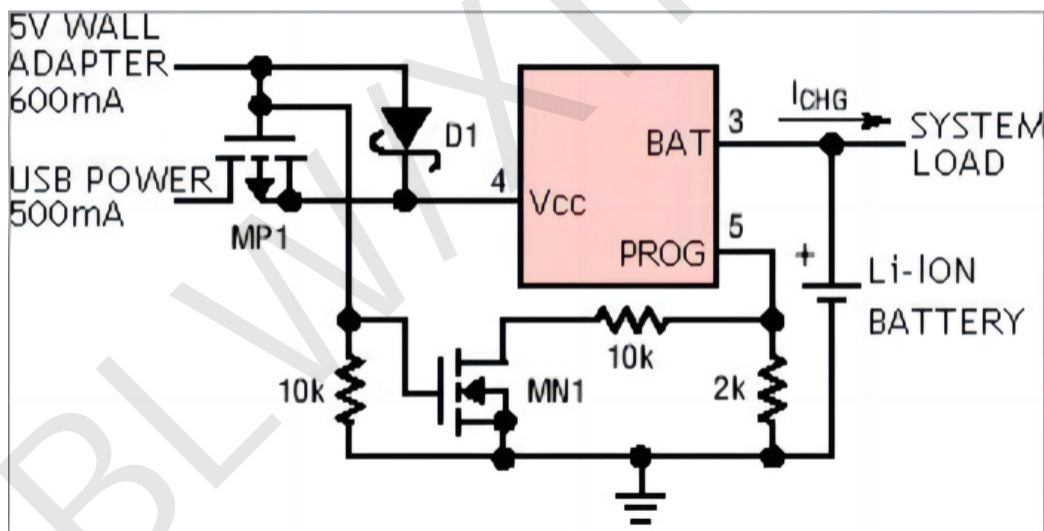 5V WALL
ADAPTER
600mA
USB POWER
500mA
MP1
D1
4
VCC
BAT
3
ICHG
SYSTEM
LOAD
PROG
5
+
Li-ION
BATTERY
10k
MN1
10k
2k